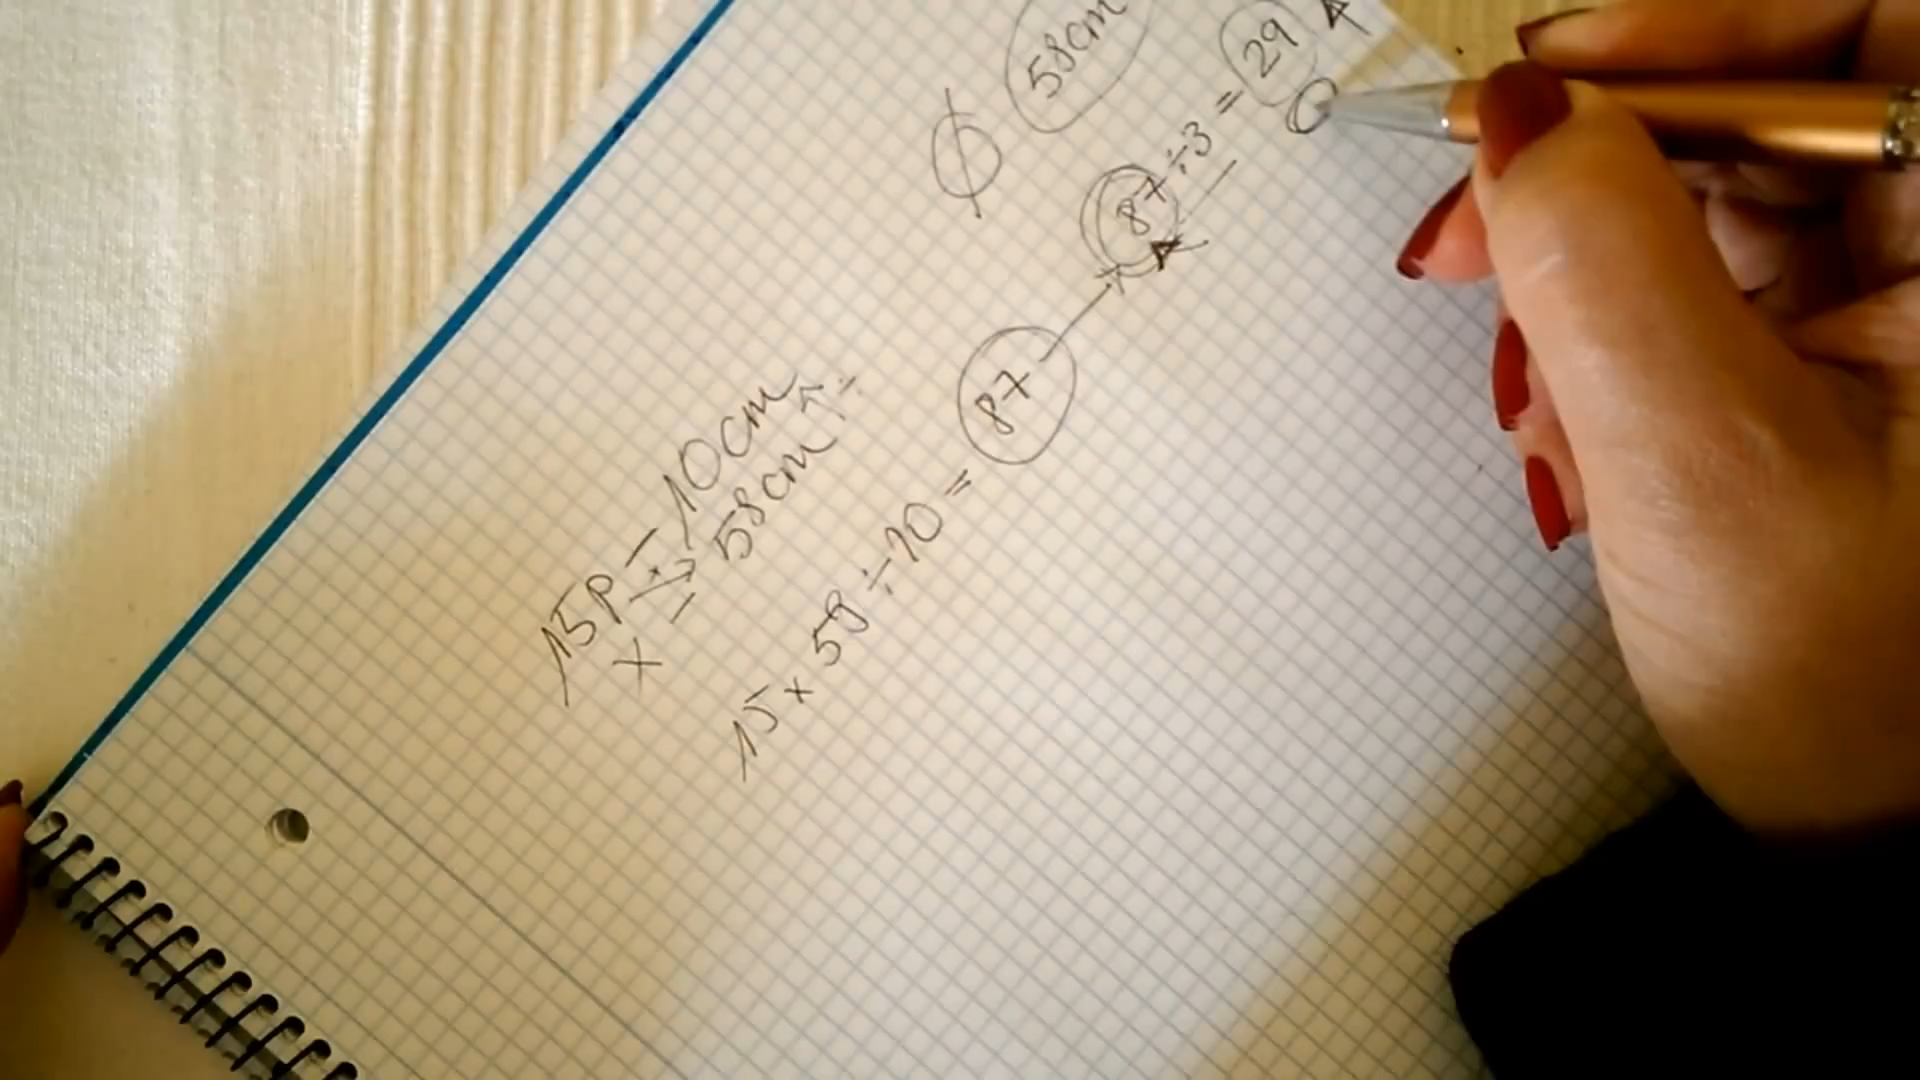 15p – 10cm
x – 58cm ÷
15 x 58 ÷ 10 = 87
Ø 58cm
87 ÷ 3 = 29